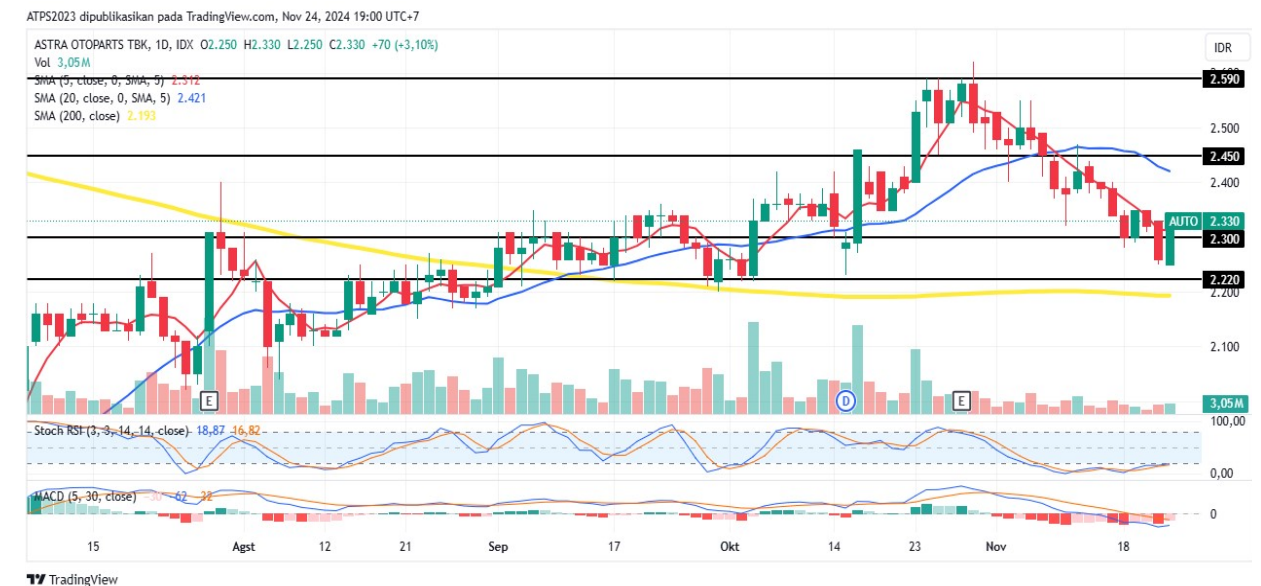 ATPS2023 dipublikasikan pada TradingView.com, Nov 24, 2024 19:00 UTC+7
ASTRA OTOPARTS TBK, 1D, IDX O2.250 H2.330 L2.250 C2.330 +70 (+3,10%)
IDR
Vol 3,05M
SMA (5, close, 0, SMA, 5) 2.312
2.590
SMA (20, close, 0, SMA, 5) 2.421
SMA (200, close) 2.193
2.500
2.450
2.400
AUTO 2.330
2.300
2.220
2.200
2.100
E
D
E
3,05M
100,00
Stoch RSI (3, 3, 14, 14, close) 18,87 16,82
0,00
MACD (5, 30, close) -30 -62 -32
0
15 Agst 12 21 Sep 17 Okt 14 23 Nov 18
TradingView